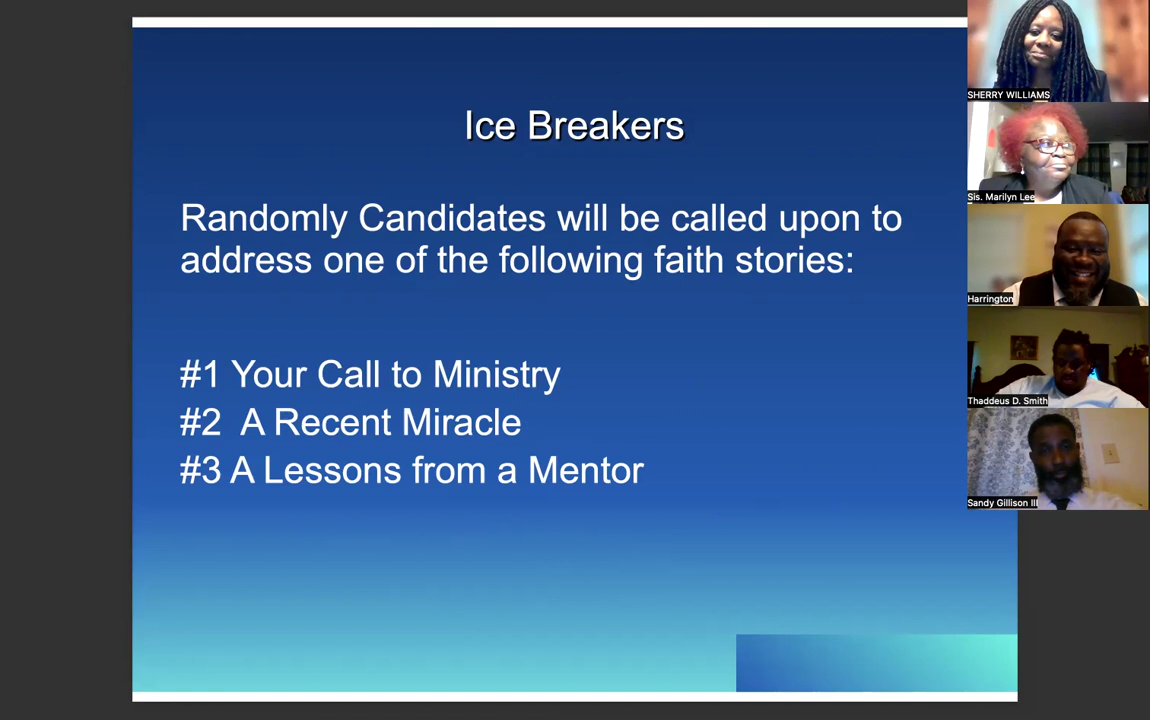 Ice Breakers
Randomly Candidates will be called upon to
address one of the following faith stories:
#1 Your Call to Ministry
#2  A Recent Miracle
#3 A Lessons from a Mentor
SHERRY WILLIAMS
Sis. Marilyn Lee
Harrington
Thaddeus D. Smith
Sandy Gillison III